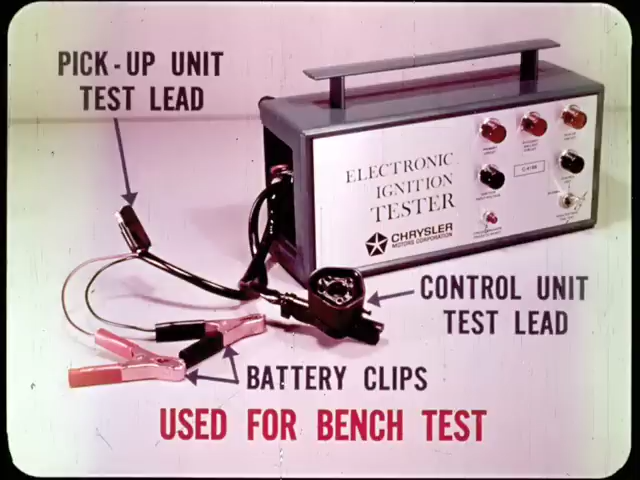 PICK-UP UNIT
TEST LEAD
ELECTRONIC
IGNITION
TESTER
CHRYSLER
MOTORS CORPORATION
CONTROL UNIT
TEST LEAD
BATTERY CLIPS
USED FOR BENCH TEST